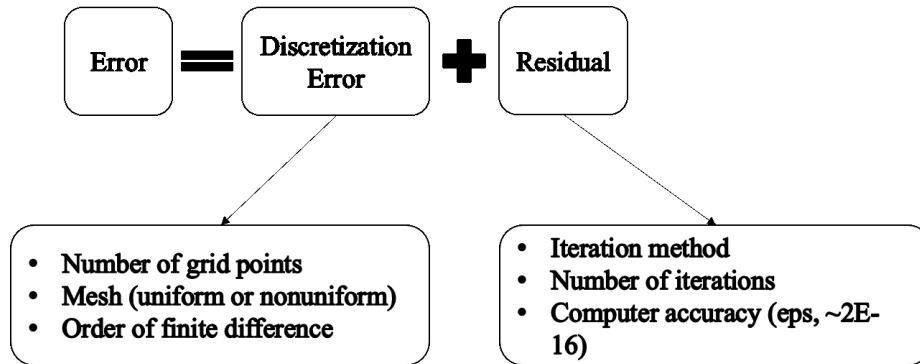 Error
Discretization
Error
Residual
• Number of grid points
• Mesh (uniform or nonuniform)
• Order of finite difference
• Iteration method
• Number of iterations
• Computer accuracy (eps, ~2E-
16)